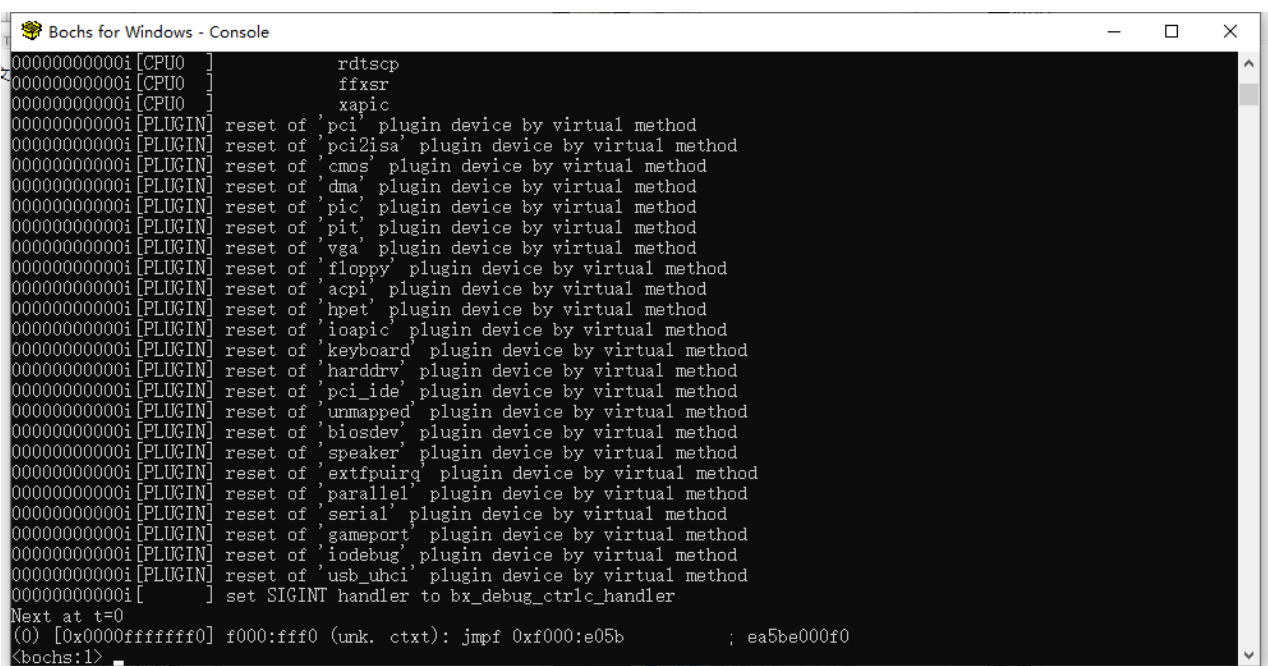 Bochs for Windows - Console
00000000000i[CPU0  ]            rdtscp
00000000000i[CPU0  ]            ffxsr
00000000000i[CPU0  ]            xapic
00000000000i[PLUGIN] reset of 'pci' plugin device by virtual method
00000000000i[PLUGIN] reset of 'pci2isa' plugin device by virtual method
00000000000i[PLUGIN] reset of 'cmos' plugin device by virtual method
00000000000i[PLUGIN] reset of 'dma' plugin device by virtual method
00000000000i[PLUGIN] reset of 'pic' plugin device by virtual method
00000000000i[PLUGIN] reset of 'pit' plugin device by virtual method
00000000000i[PLUGIN] reset of 'vga' plugin device by virtual method
00000000000i[PLUGIN] reset of 'floppy' plugin device by virtual method
00000000000i[PLUGIN] reset of 'acpi' plugin device by virtual method
00000000000i[PLUGIN] reset of 'hpet' plugin device by virtual method
00000000000i[PLUGIN] reset of 'ioapic' plugin device by virtual method
00000000000i[PLUGIN] reset of 'keyboard' plugin device by virtual method
00000000000i[PLUGIN] reset of 'harddrv' plugin device by virtual method
00000000000i[PLUGIN] reset of 'pci_ide' plugin device by virtual method
00000000000i[PLUGIN] reset of 'unmapped' plugin device by virtual method
00000000000i[PLUGIN] reset of 'biosdev' plugin device by virtual method
00000000000i[PLUGIN] reset of 'speaker' plugin device by virtual method
00000000000i[PLUGIN] reset of 'extfpuirq' plugin device by virtual method
00000000000i[PLUGIN] reset of 'parallel' plugin device by virtual method
00000000000i[PLUGIN] reset of 'serial' plugin device by virtual method
00000000000i[PLUGIN] reset of 'gameport' plugin device by virtual method
00000000000i[PLUGIN] reset of 'iodebug' plugin device by virtual method
00000000000i[PLUGIN] reset of 'usb_uhci' plugin device by virtual method
00000000000i[      ] set SIGINT handler to bx_debug_ctrlc_handler
Next at t=0
(0) [0x0000fffffff0] f000:fff0 (unk. ctxt): jmpf 0xf000:e05b          ; ea5be000f0
<bochs:1> _